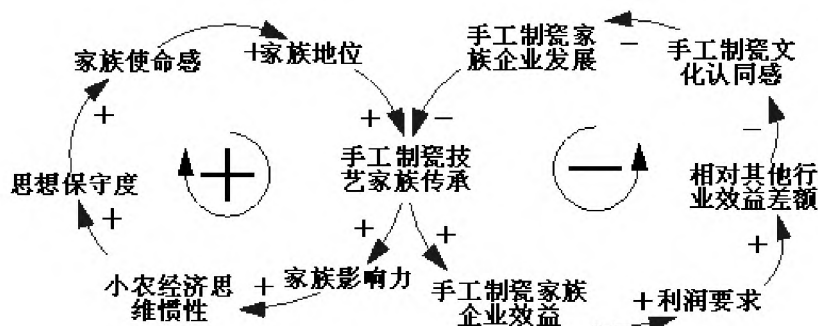 手工制瓷家
族企业发展
手工制瓷文
化认同感
家族使命感
+家族地位
−
+
−
+
−
手工制瓷技
艺家族传承
思想保守度
+
−
相对其他行
业效益差额
+
+
+
+
小农经济思
维惯性
+
家族影响力
手工制瓷家族
企业效益
+利润要求